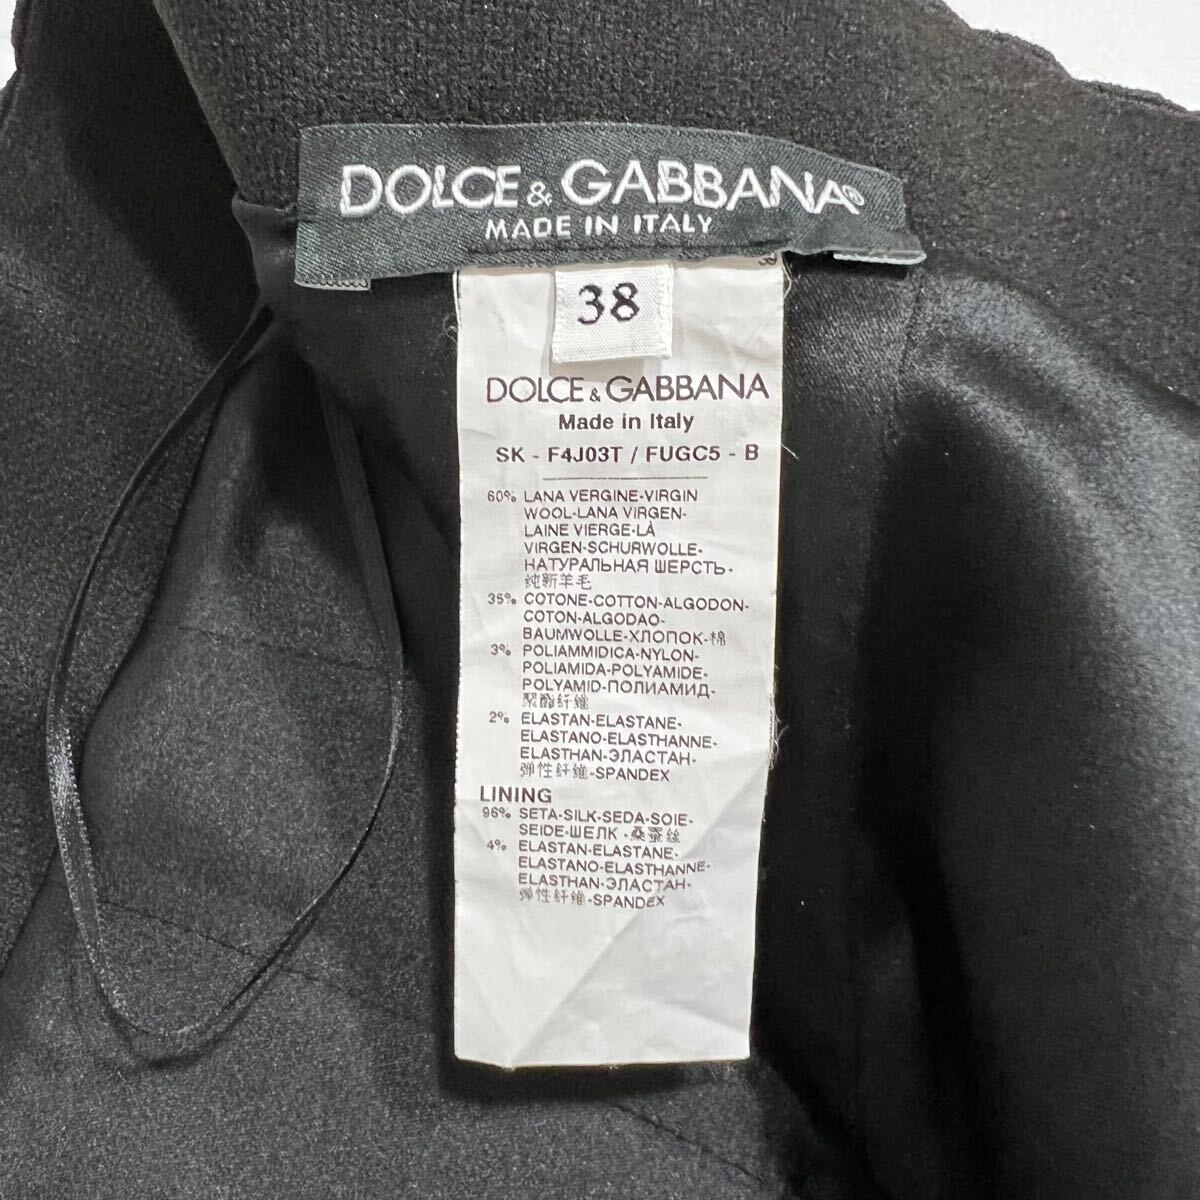 DOLCE & GABBANA®
MADE IN ITALY
38
DOLCE & GABBANA
Made in Italy
SK - F4J03T / FUGC5 - B
60% LANA VERGINE-VIRGIN
WOOL-LANA VIRGEN-
LAINE VIERGE-LÀ
VIRGEN-SCHURWOLLE-
НАТУРАЛЬНАЯ ШЕРСТЬ-
纯新羊毛
35% COTONE-COTTON-ALGODON-
COTON-ALGODAO-
BAUMWOLLE-ХЛОПОК-棉
3% POLIAMMIDICA-NYLON-
POLIAMIDA-POLYAMIDE-
POLYAMID-ПОЛИАМИД-
聚酰纤维
2% ELASTAN-ELASTANE-
ELASTANO-ELASTHANNE-
ELASTHAN-ЭЛАСТАН-
弹性纤维-SPANDEX
LINING
96% SETA-SILK-SEDA-SOIE-
SEIDE-ШЕЛК-桑蚕丝
4% ELASTAN-ELASTANE-
ELASTANO-ELASTHANNE-
ELASTHAN-ЭЛАСТАН-
弹性纤维-SPANDEX